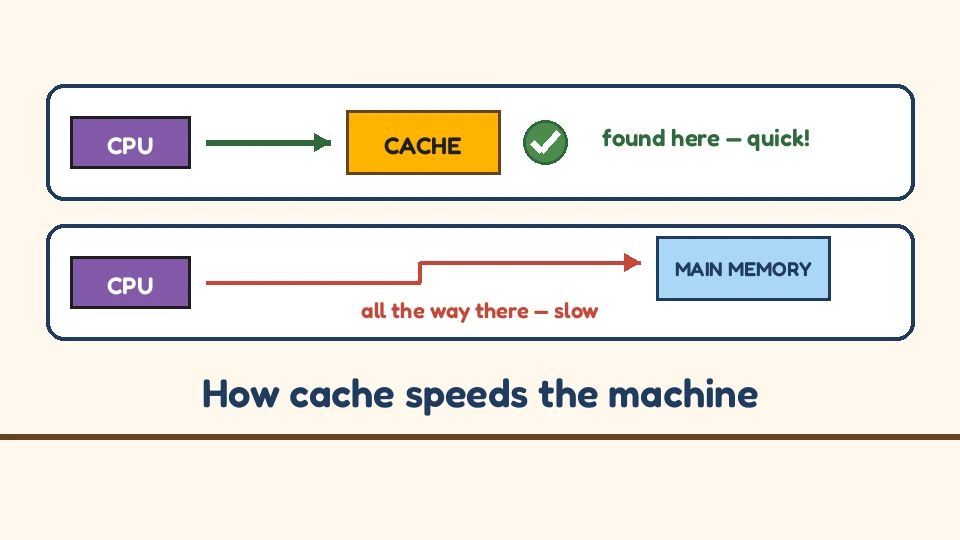 CPU
CACHE
found here — quick!
CPU
MAIN MEMORY
all the way there — slow
How cache speeds the machine